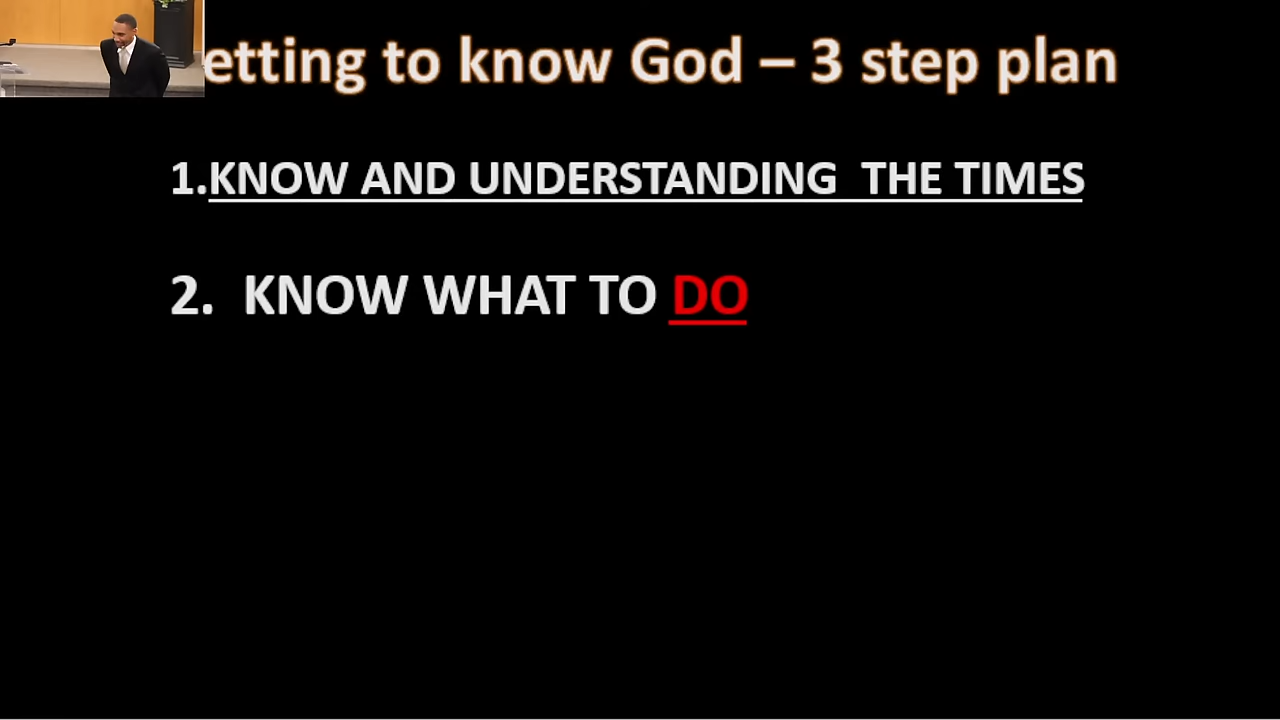 etting to know God – 3 step plan
1.KNOW AND UNDERSTANDING THE TIMES
2. KNOW WHAT TO DO